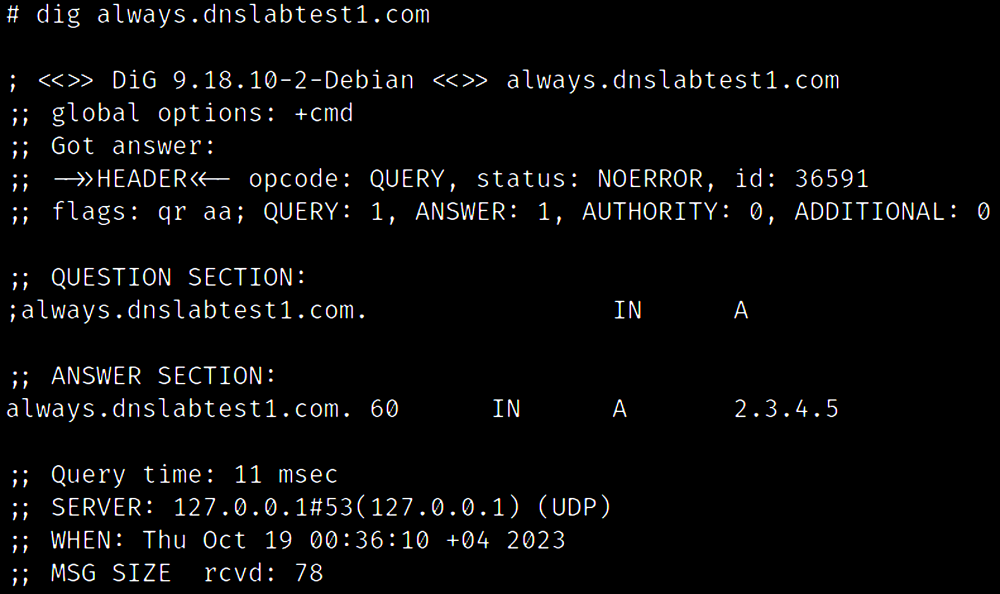 # dig always.dnslabtest1.com
; <<>> DiG 9.18.10-2-Debian <<>> always.dnslabtest1.com
;; global options: +cmd
;; Got answer:
;; ->>HEADER<<- opcode: QUERY, status: NOERROR, id: 36591
;; flags: qr aa; QUERY: 1, ANSWER: 1, AUTHORITY: 0, ADDITIONAL: 0
;; QUESTION SECTION:
;always.dnslabtest1.com. IN A
;; ANSWER SECTION:
always.dnslabtest1.com. 60 IN A 2.3.4.5
;; Query time: 11 msec
;; SERVER: 127.0.0.1#53(127.0.0.1) (UDP)
;; WHEN: Thu Oct 19 00:36:10 +04 2023
;; MSG SIZE rcvd: 78